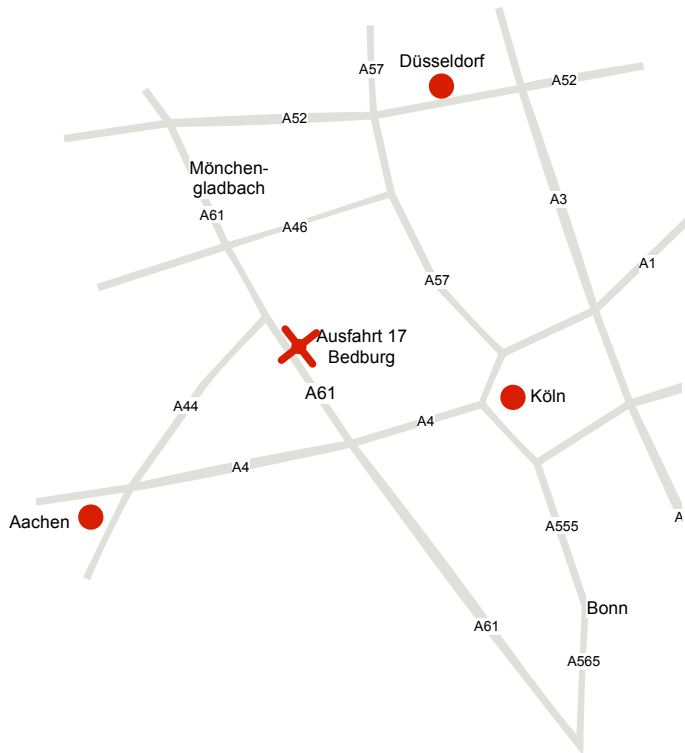 Düsseldorf
A57
A52
A52
Mönchen-
gladbach
A61
A46
A3
A1
A57
Ausfahrt 17
Bedburg
A61
Köln
A44
A4
A4
Aachen
A
A555
Bonn
A61
A565